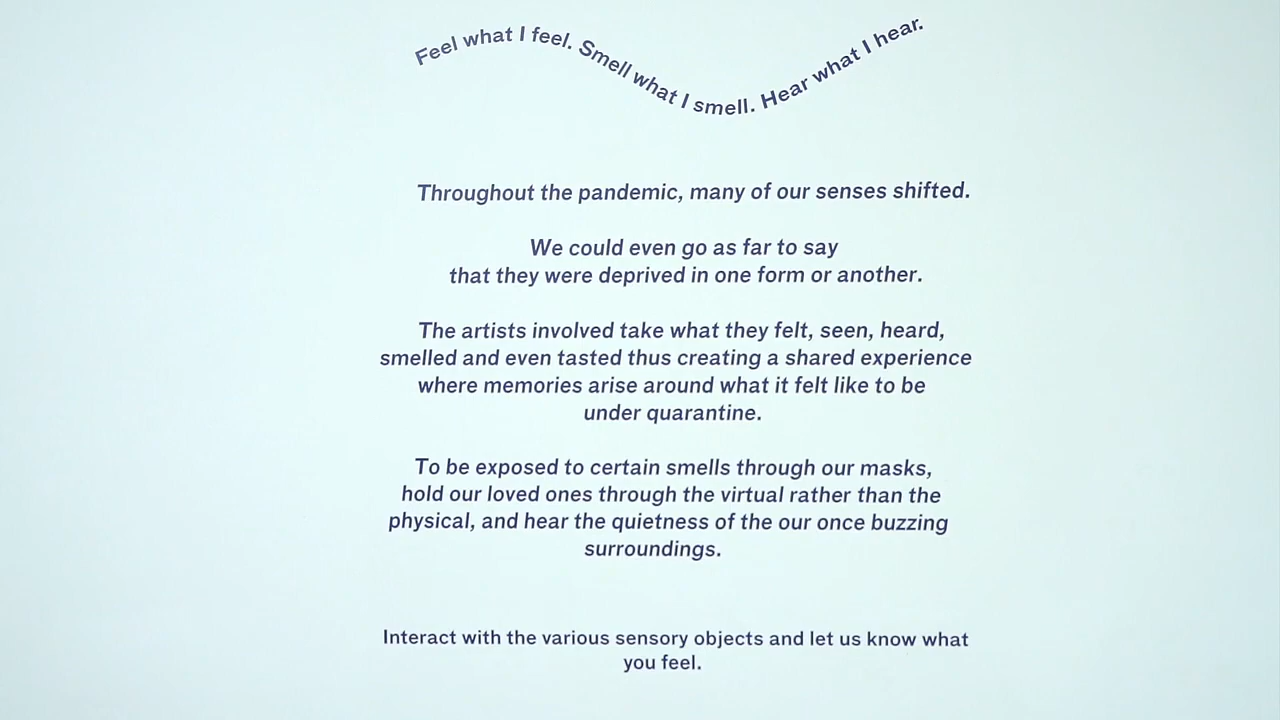 Feel what I feel. Smell what I smell. Hear what I hear.
Throughout the pandemic, many of our senses shifted.
We could even go as far to say
that they were deprived in one form or another.
The artists involved take what they felt, seen, heard,
smelled and even tasted thus creating a shared experience
where memories arise around what it felt like to be
under quarantine.
To be exposed to certain smells through our masks,
hold our loved ones through the virtual rather than the
physical, and hear the quietness of the our once buzzing
surroundings.
Interact with the various sensory objects and let us know what
you feel.